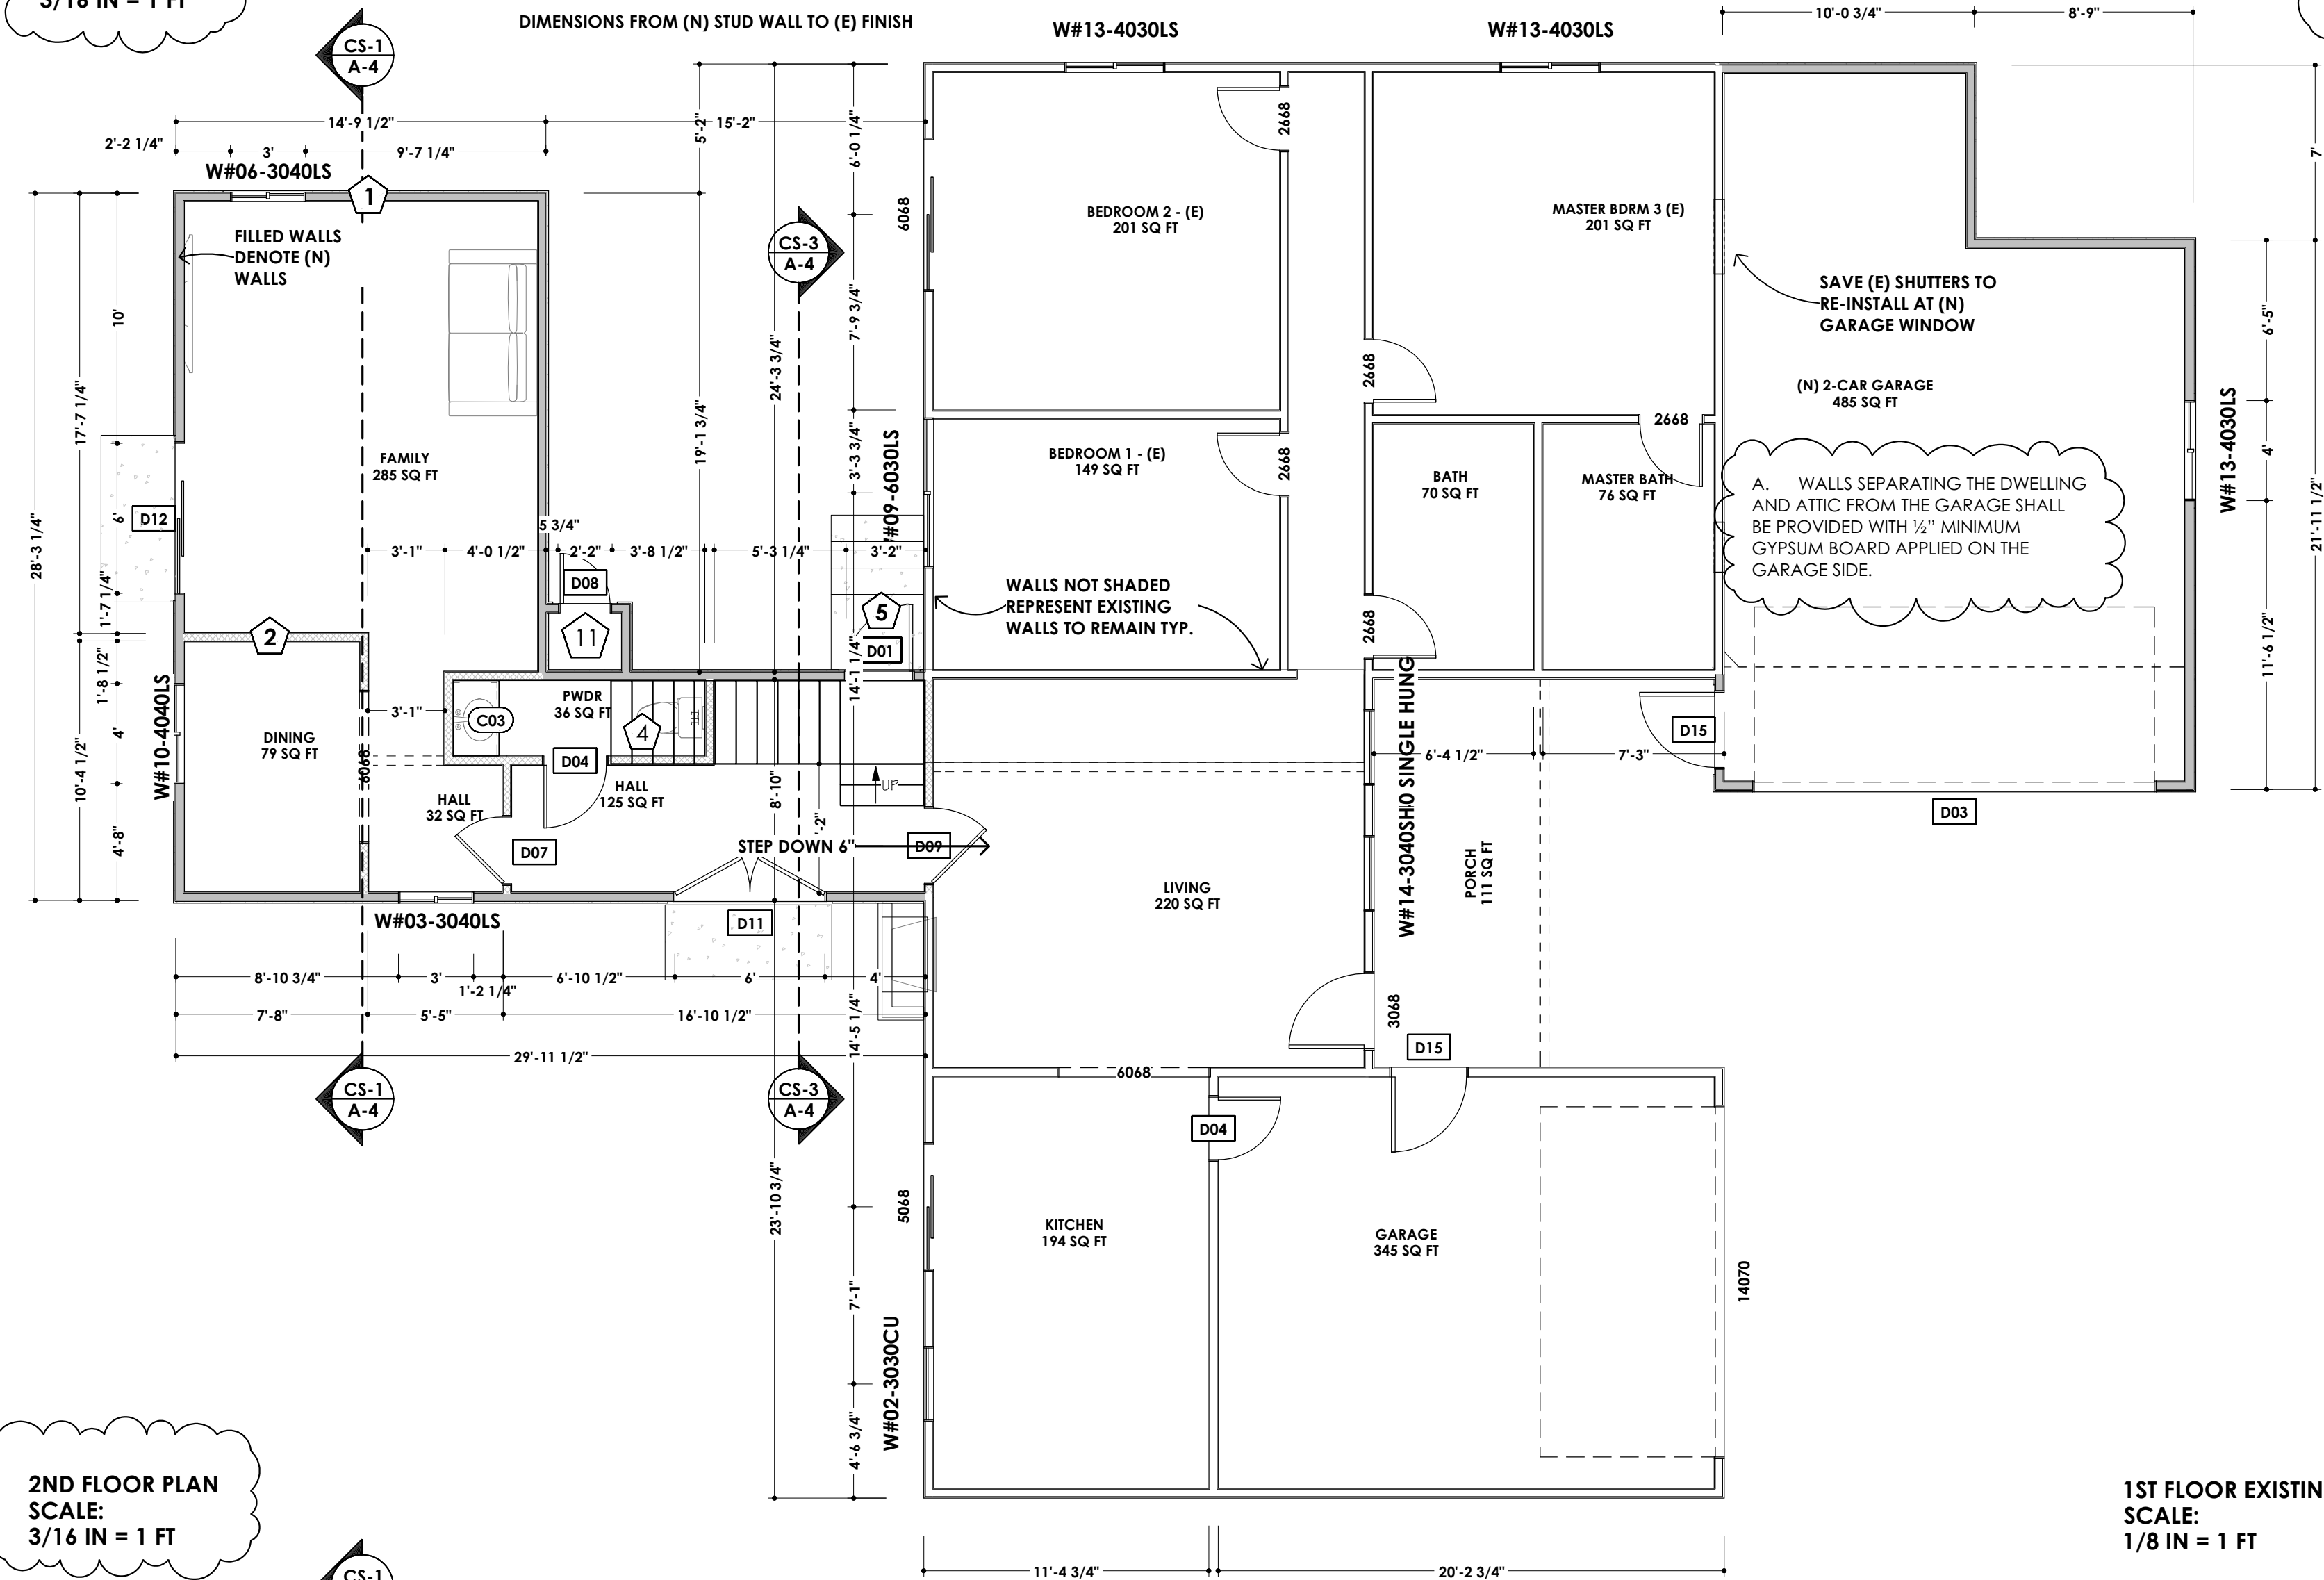 3/16 IN = 1 FT
CS-1
A-4
DIMENSIONS FROM (N) STUD WALL TO (E) FINISH
W#13-4030LS
W#13-4030LS
10'-0 3/4"
8'-9"
14'-9 1/2"
15'-2"
5'-2"
6'-0 1/4"
2'-2 1/4"
3'
9'-7 1/4"
W#06-3040LS
1
2668
7'
6068
FILLED WALLS
DENOTE (N)
WALLS
CS-3
A-4
BEDROOM 2 - (E)
201 SQ FT
MASTER BDRM 3 (E)
201 SQ FT
SAVE (E) SHUTTERS TO
RE-INSTALL AT (N)
GARAGE WINDOW
10'
7'-9 3/4"
24'-3 3/4"
6'-5"
17'-7 1/4"
19'-1 3/4"
2668
(N) 2-CAR GARAGE
485 SQ FT
2668
3'-3 3/4"
W#13-4030LS
4'
FAMILY
285 SQ FT
BEDROOM 1 - (E)
149 SQ FT
2668
BATH
70 SQ FT
MASTER BATH
76 SQ FT
A. WALLS SEPARATING THE DWELLING
AND ATTIC FROM THE GARAGE SHALL
BE PROVIDED WITH ½" MINIMUM
GYPSUM BOARD APPLIED ON THE
GARAGE SIDE.
#09-6030LS
21'-11 1/2"
28'-3 1/4"
6'
D12
5 3/4"
3'-1"
4'-0 1/2"
2'-2"
3'-8 1/2"
5'-3 1/4"
3'-2"
1'-7 1/4"
D08
WALLS NOT SHADED
REPRESENT EXISTING
WALLS TO REMAIN TYP.
2
11
5
D01
14'-1 1/4"
2668
11'-6 1/2"
1'-8 1/2"
W#10-4040LS
3'-1"
C03
PWDR
36 SQ FT
4
DINING
79 SQ FT
4'
10'-4 1/2"
6068
D04
W#14-3040SH
0 SINGLE HUNG
6'-4 1/2"
7'-3"
D15
HALL
32 SQ FT
HALL
125 SQ FT
8'-10"
UP
D03
4'-8"
D07
STEP DOWN 6"
'-2"
D09
PORCH
111 SQ FT
LIVING
220 SQ FT
W#03-3040LS
D11
8'-10 3/4"
3'
1'-2 1/4"
6'-10 1/2"
6'
4'
7'-8"
5'-5"
16'-10 1/2"
3068
29'-11 1/2"
14'-5 1/4"
D15
6068
CS-1
A-4
CS-3
A-4
D04
23'-10 3/4"
5068
KITCHEN
194 SQ FT
GARAGE
345 SQ FT
7'-1"
14070
W#02-3030CU
4'-6 3/4"
2ND FLOOR PLAN
SCALE:
3/16 IN = 1 FT
1ST FLOOR EXISTIN
SCALE:
1/8 IN = 1 FT
11'-4 3/4"
20'-2 3/4"
CS-1